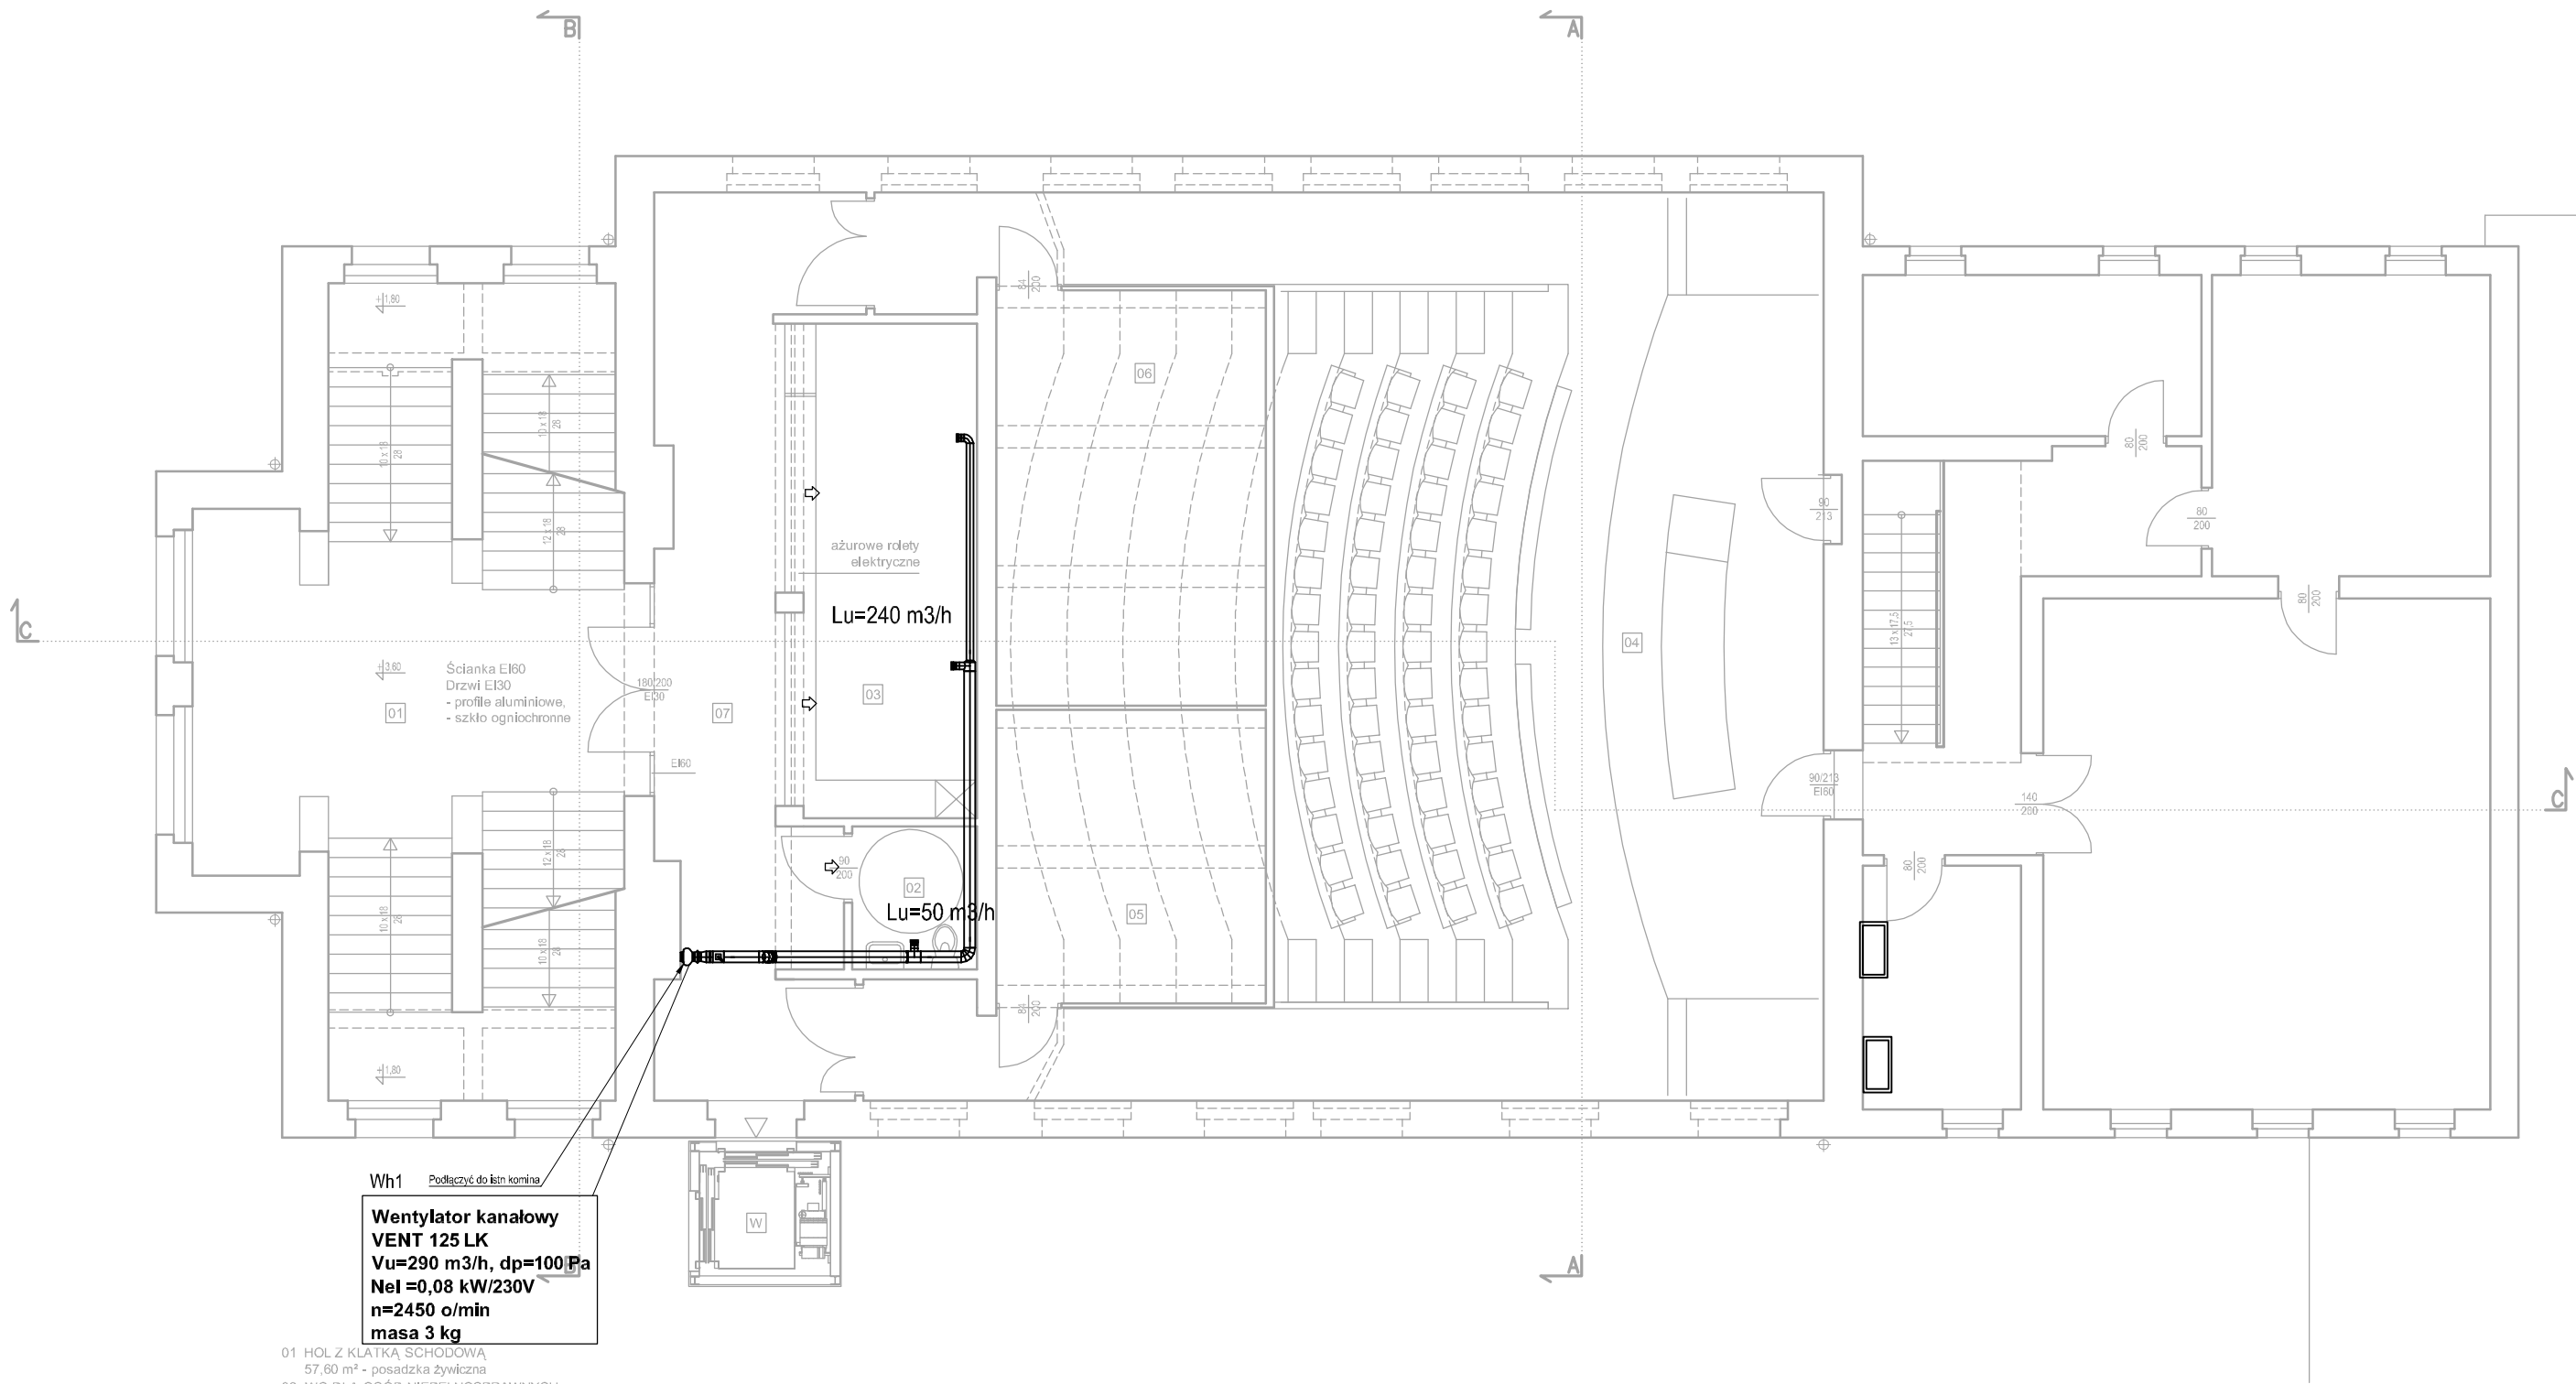 B
A
+1,80
10 x 18
28
10 x 18
28
12 x 18
28
84
200
06
80
200
80
200
90
213
80
200
13 x 17,5
27,5
ażurowe rolety
elektryczne
Lu=240 m3/h
C
+3,60
Ścianka EI60
Drzwi EI30
- profile aluminiowe,
- szkło ogniochronne
01
180/200
EI30
07
03
04
EI60
90/213
EI60
140
200
C
12 x 18
28
90
200
02
Lu=50 m3/h
05
80
200
10 x 18
28
10 x 18
28
84
200
+1,80
Wh1
Podłączyć do istn komina
Wentylator kanałowy
VENT 125 LK
Vu=290 m3/h, dp=100 Pa
Nel =0,08 kW/230V
n=2450 o/min
masa 3 kg
W
B
A
01 HOL Z KLATKĄ SCHODOWĄ
57,60 m² - posadzka żywiczna